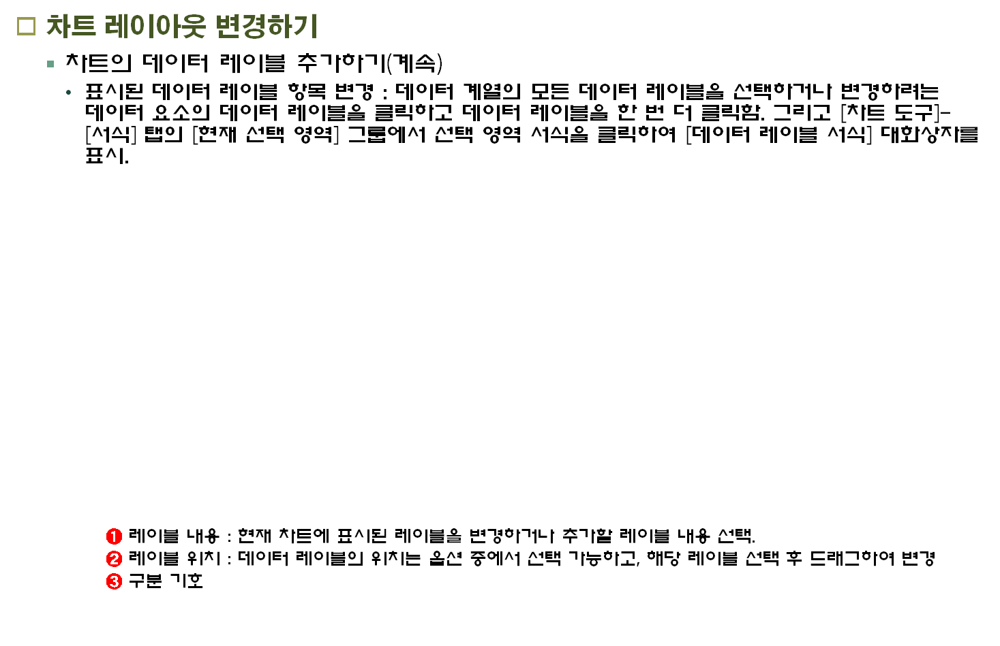 차트 레이아웃 변경하기
차트의 데이터 레이블 추가하기(계속)
• 표시된 데이터 레이블 항목 변경 : 데이터 계열의 모든 데이터 레이블을 선택하거나 변경하려는
데이터 요소의 데이터 레이블을 클릭하고 데이터 레이블을 한 번 더 클릭함. 그리고 [차트 도구]-
[서식] 탭의 [현재 선택 영역] 그룹에서 선택 영역 서식을 클릭하여 [데이터 레이블 서식] 대화상자를
표시.
❶ 레이블 내용 : 현재 차트에 표시된 레이블을 변경하거나 추가할 레이블 내용 선택.
❷ 레이블 위치 : 데이터 레이블의 위치는 옵션 중에서 선택 가능하고, 해당 레이블 선택 후 드래그하여 변경
❸ 구분 기호